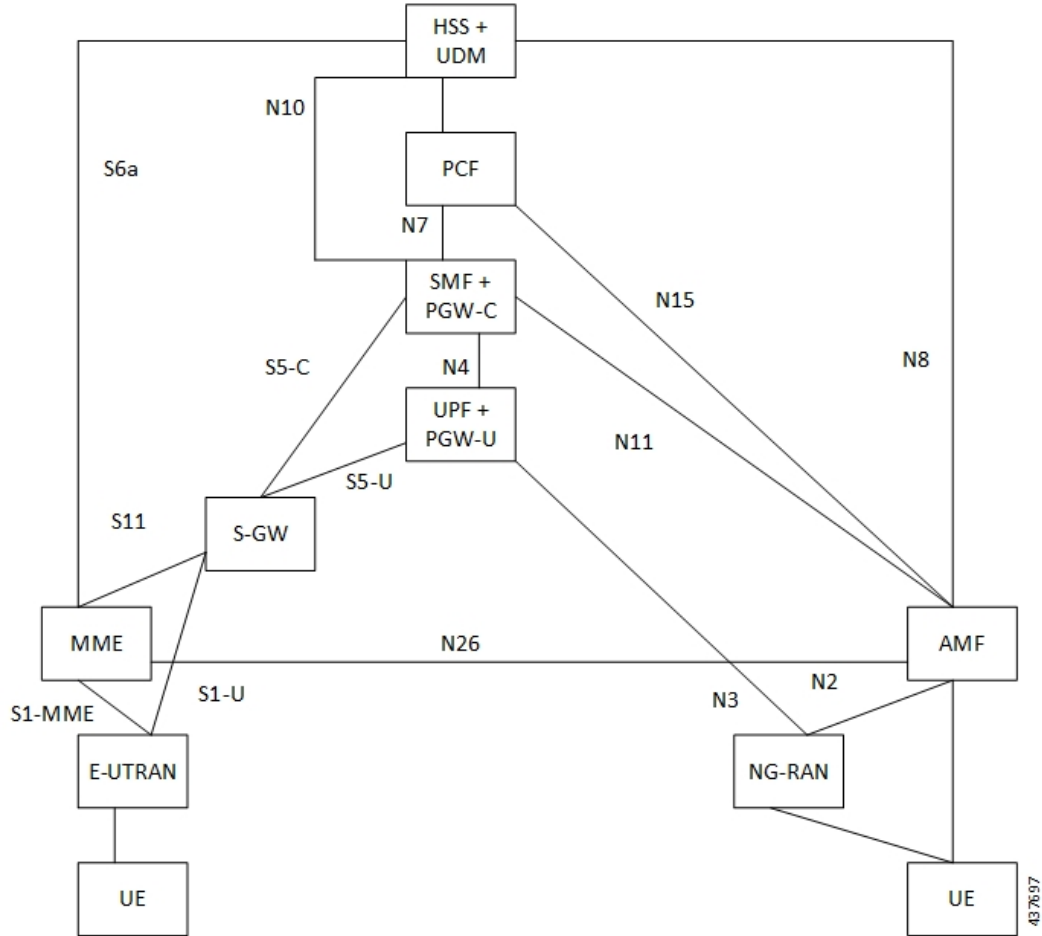 HSS +
UDM
N10
S6a
PCF
N7
SMF +
PGW-C
N15
S5-C
N4
N8
UPF +
PGW-U
N11
S5-U
S11
S-GW
MME
N26
AMF
N2
S1-U
N3
S1-MME
E-UTRAN
NG-RAN
UE
UE
437697